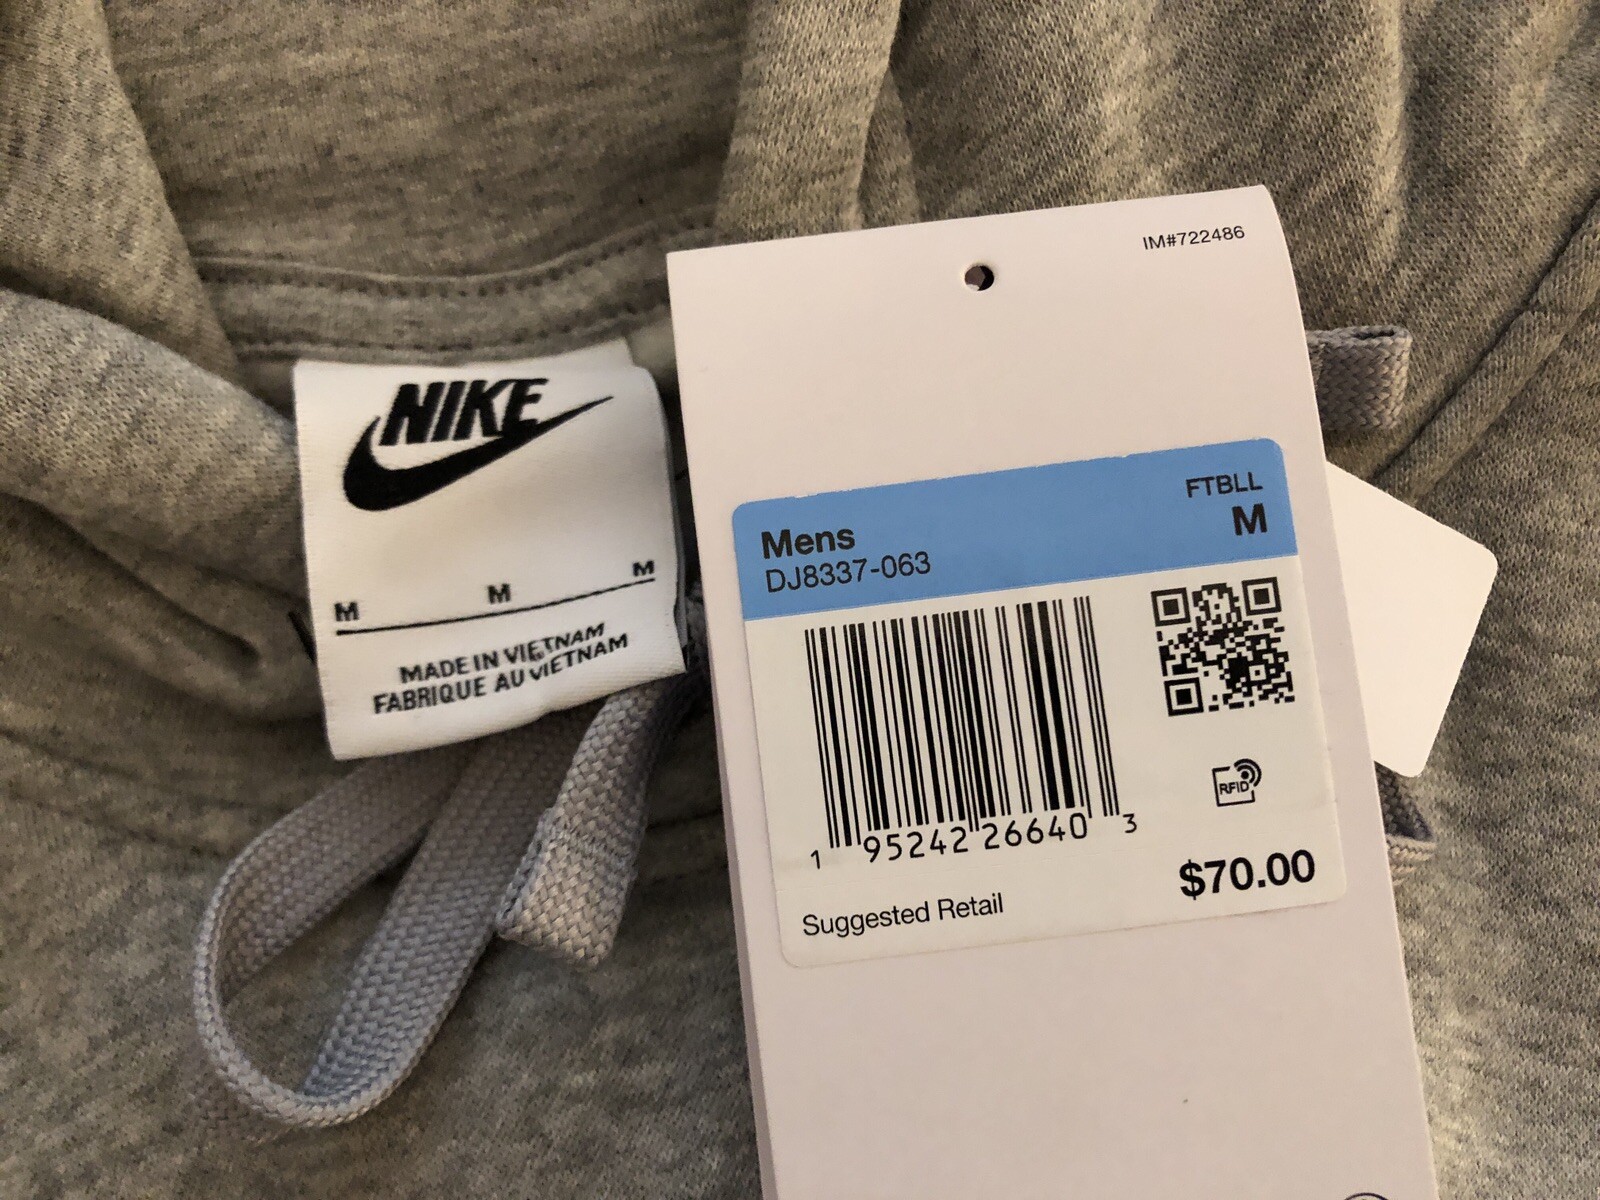 NIKE
M M M
MADE IN VIETNAM
FABRIQUE AU VIETNAM
IM#722486
FTBLL
Mens M
DJ8337-063
RFID
1 95242 26640 3
$70.00
Suggested Retail